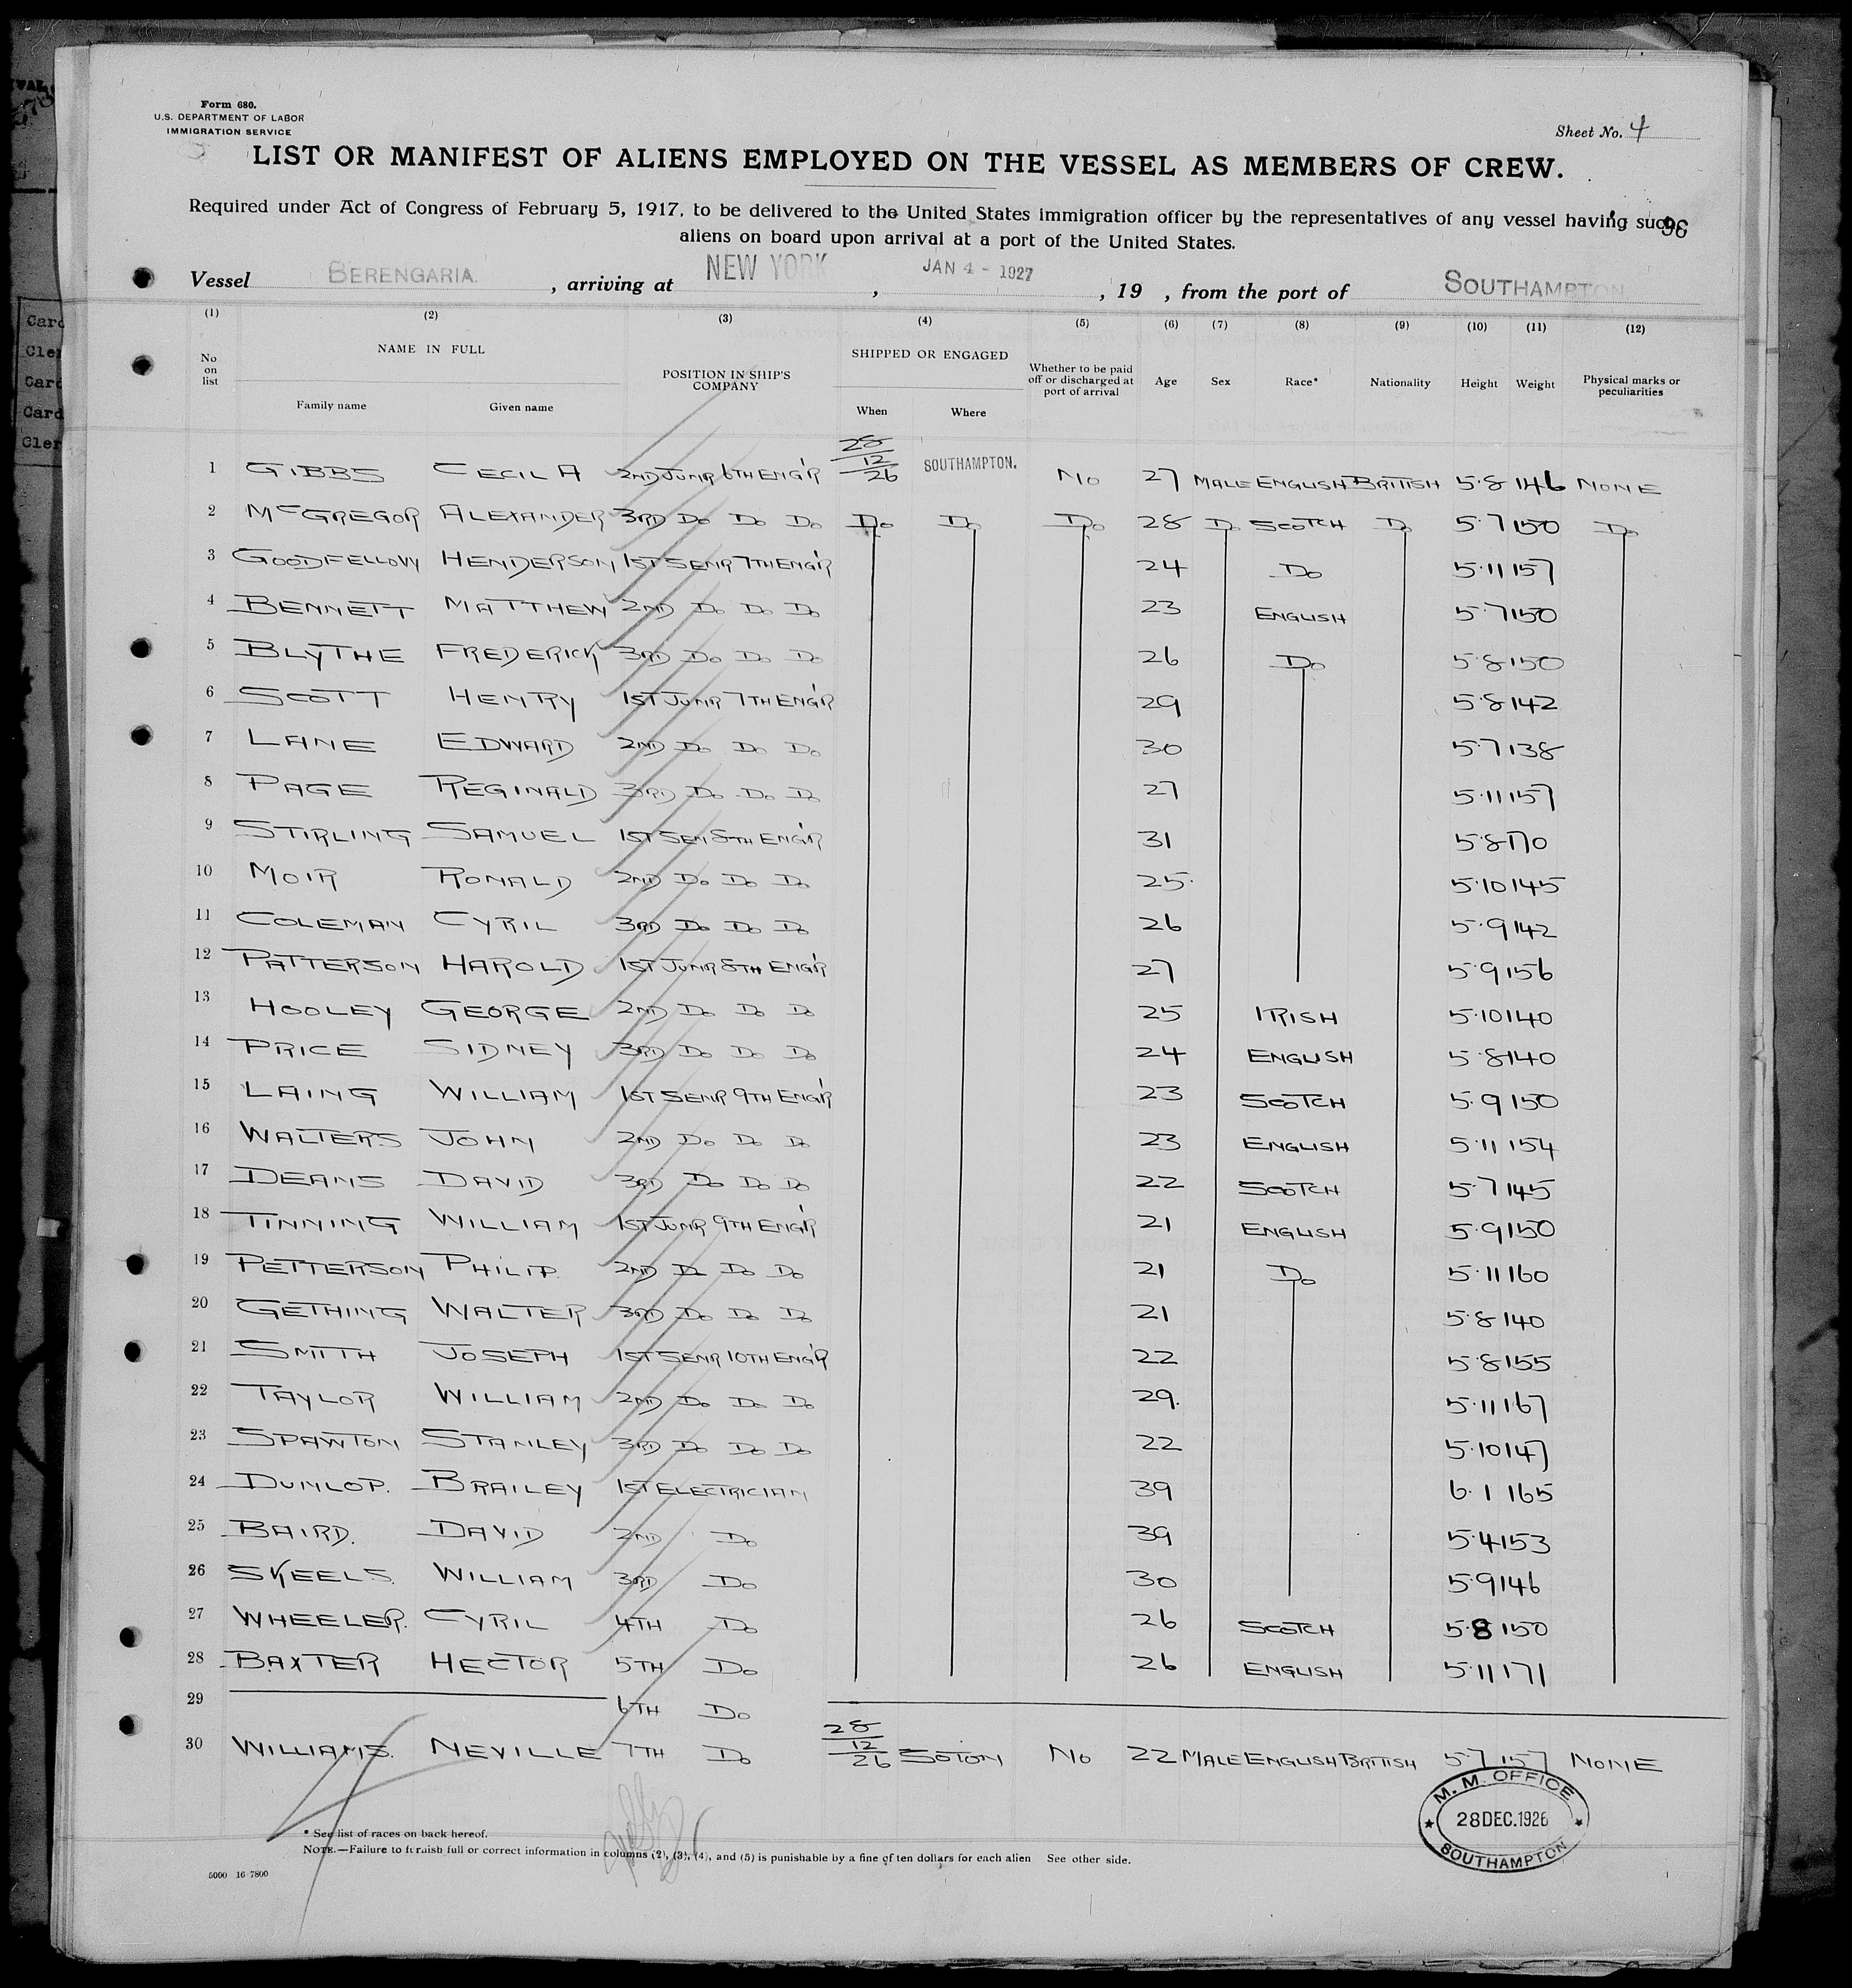 Form 680.
U.S. DEPARTMENT OF LABOR
IMMIGRATION SERVICE
Sheet No. 4
LIST OR MANIFEST OF ALIENS EMPLOYED ON THE VESSEL AS MEMBERS OF CREW.
Required under Act of Congress of February 5, 1917, to be delivered to the United States immigration officer by the representatives of any vessel having such
96
aliens on board upon arrival at a port of the United States.
Vessel BERENGARIA, arriving at NEW YORK, JAN 4 - 1927, 19 , from the port of SOUTHAMPTON
(1) (2) (3) (4) (5) (6) (7) (8) (9) (10) (11) (12)
No on list NAME IN FULL Family name Given name POSITION IN SHIP'S COMPANY SHIPPED OR ENGAGED When Where Whether to be paid off or discharged at port of arrival Age Sex Race* Nationality Height Weight Physical marks or peculiarities
1 GIBBS CECIL A 2ND JUNR 6TH ENG'R 28/12/26 SOUTHAMPTON. NO 27 MALE ENGLISH BRITISH 5.8 146 NONE
2 McGREGOR ALEXANDER 3RD DO DO DO DO DO DO 28 DO SCOTCH DO 5.7 150 DO
3 GOODFELLOW HENDERSON 1ST SENR 7TH ENG'R 24 DO 5.11 157
4 BENNETT MATTHEW 2ND DO DO DO 23 ENGLISH 5.7 150
5 BLYTHE FREDERICK 3RD DO DO DO 26 DO 5.8 150
6 SCOTT HENRY 1ST JUNR 7TH ENG'R 29 5.8 142
7 LANE EDWARD 2ND DO DO DO 30 5.7 138
8 PAGE REGINALD 3RD DO DO DO 27 5.11 157
9 STIRLING SAMUEL 1ST SEN 8TH ENG'R 31 5.8 170
10 MOIR RONALD 2ND DO DO DO 25. 5.10 145
11 COLEMAN CYRIL 3RD DO DO DO 26 5.9 142
12 PATTERSON HAROLD 1ST JUNR 8TH ENG'R 27 5.9 156
13 HOOLEY GEORGE 2ND DO DO DO 25 IRISH 5.10 140
14 PRICE SIDNEY 3RD DO DO DO 24 ENGLISH 5.8 140
15 LAING WILLIAM 1ST SENR 9TH ENG'R 23 SCOTCH 5.9 150
16 WALTERS JOHN 2ND DO DO DO 23 ENGLISH 5.11 154
17 DEANS DAVID 3RD DO DO DO 22 SCOTCH 5.7 145
18 TINNING WILLIAM 1ST JUNR 9TH ENG'R 21 ENGLISH 5.9 150
19 PETTERSON PHILIP. 2ND DO DO DO 21 DO 5.11 160
20 GETHING WALTER 3RD DO DO DO 21 5.8 140
21 SMITH JOSEPH 1ST SENR 10TH ENG'R 22 5.8 155
22 TAYLOR WILLIAM 2ND DO DO DO 29. 5.11 167
23 SPAWTON STANLEY 3RD DO DO DO 22 5.10 147
24 DUNLOP. BRAILEY 1ST ELECTRICIAN 39 6.1 165
25 BAIRD. DAVID 2ND DO 39 5.4 153
26 SKEELS. WILLIAM 3RD DO 30 5.9 146
27 WHEELER. CYRIL 4TH DO 26 SCOTCH 5.8 150
28 BAXTER HECTOR 5TH DO 26 ENGLISH 5.11 171
29 6TH DO
30 WILLIAMS. NEVILLE 7TH DO 28/12/26 SOTON NO 22 MALE ENGLISH BRITISH 5.7 157 NONE
M. M. OFFICE
28 DEC. 1926
SOUTHAMPTON
* See list of races on back hereof.
NOTE.—Failure to furnish full or correct information in columns (2), (3), (4), and (5) is punishable by a fine of ten dollars for each alien See other side.
5000 16-7800
Card
Cler
Card
Card
Cler